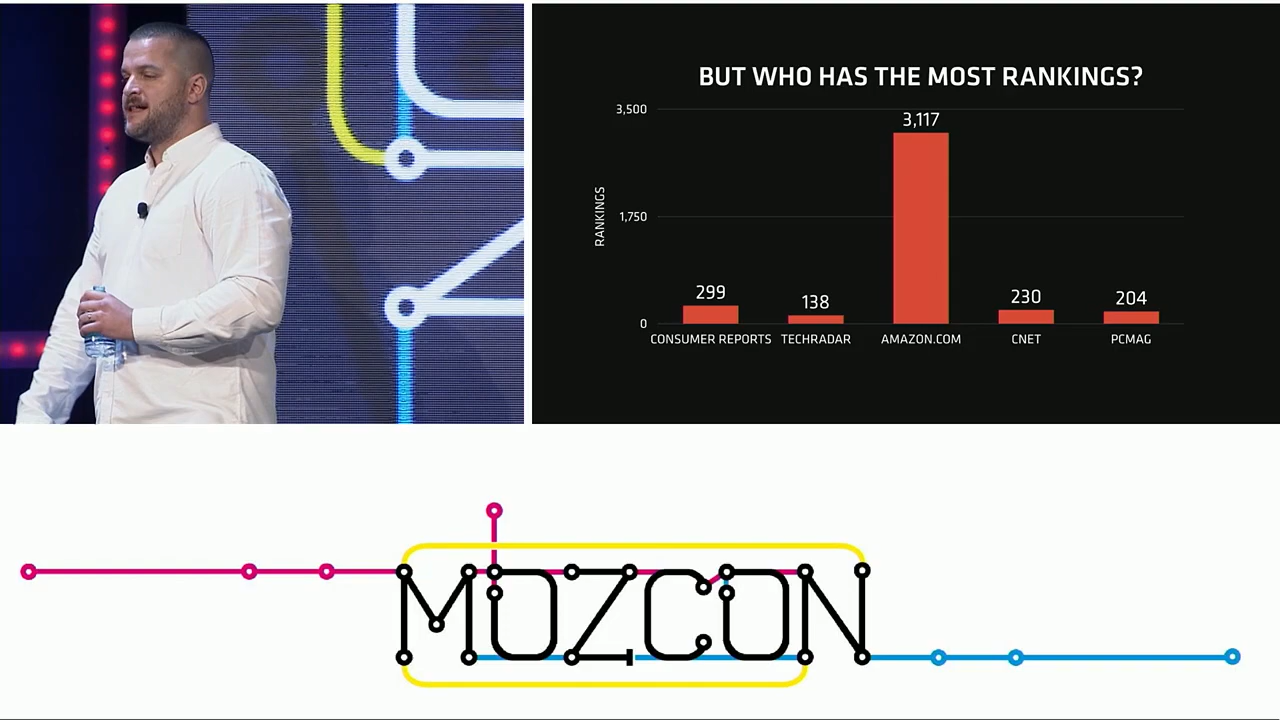 BUT WHO HAS THE MOST RANKINGS?
3,500
3,117
RANKINGS
1,750
299
138
230
204
0
CONSUMER REPORTS
TECHRADAR
AMAZON.COM
CNET
PCMAG
MOZCON